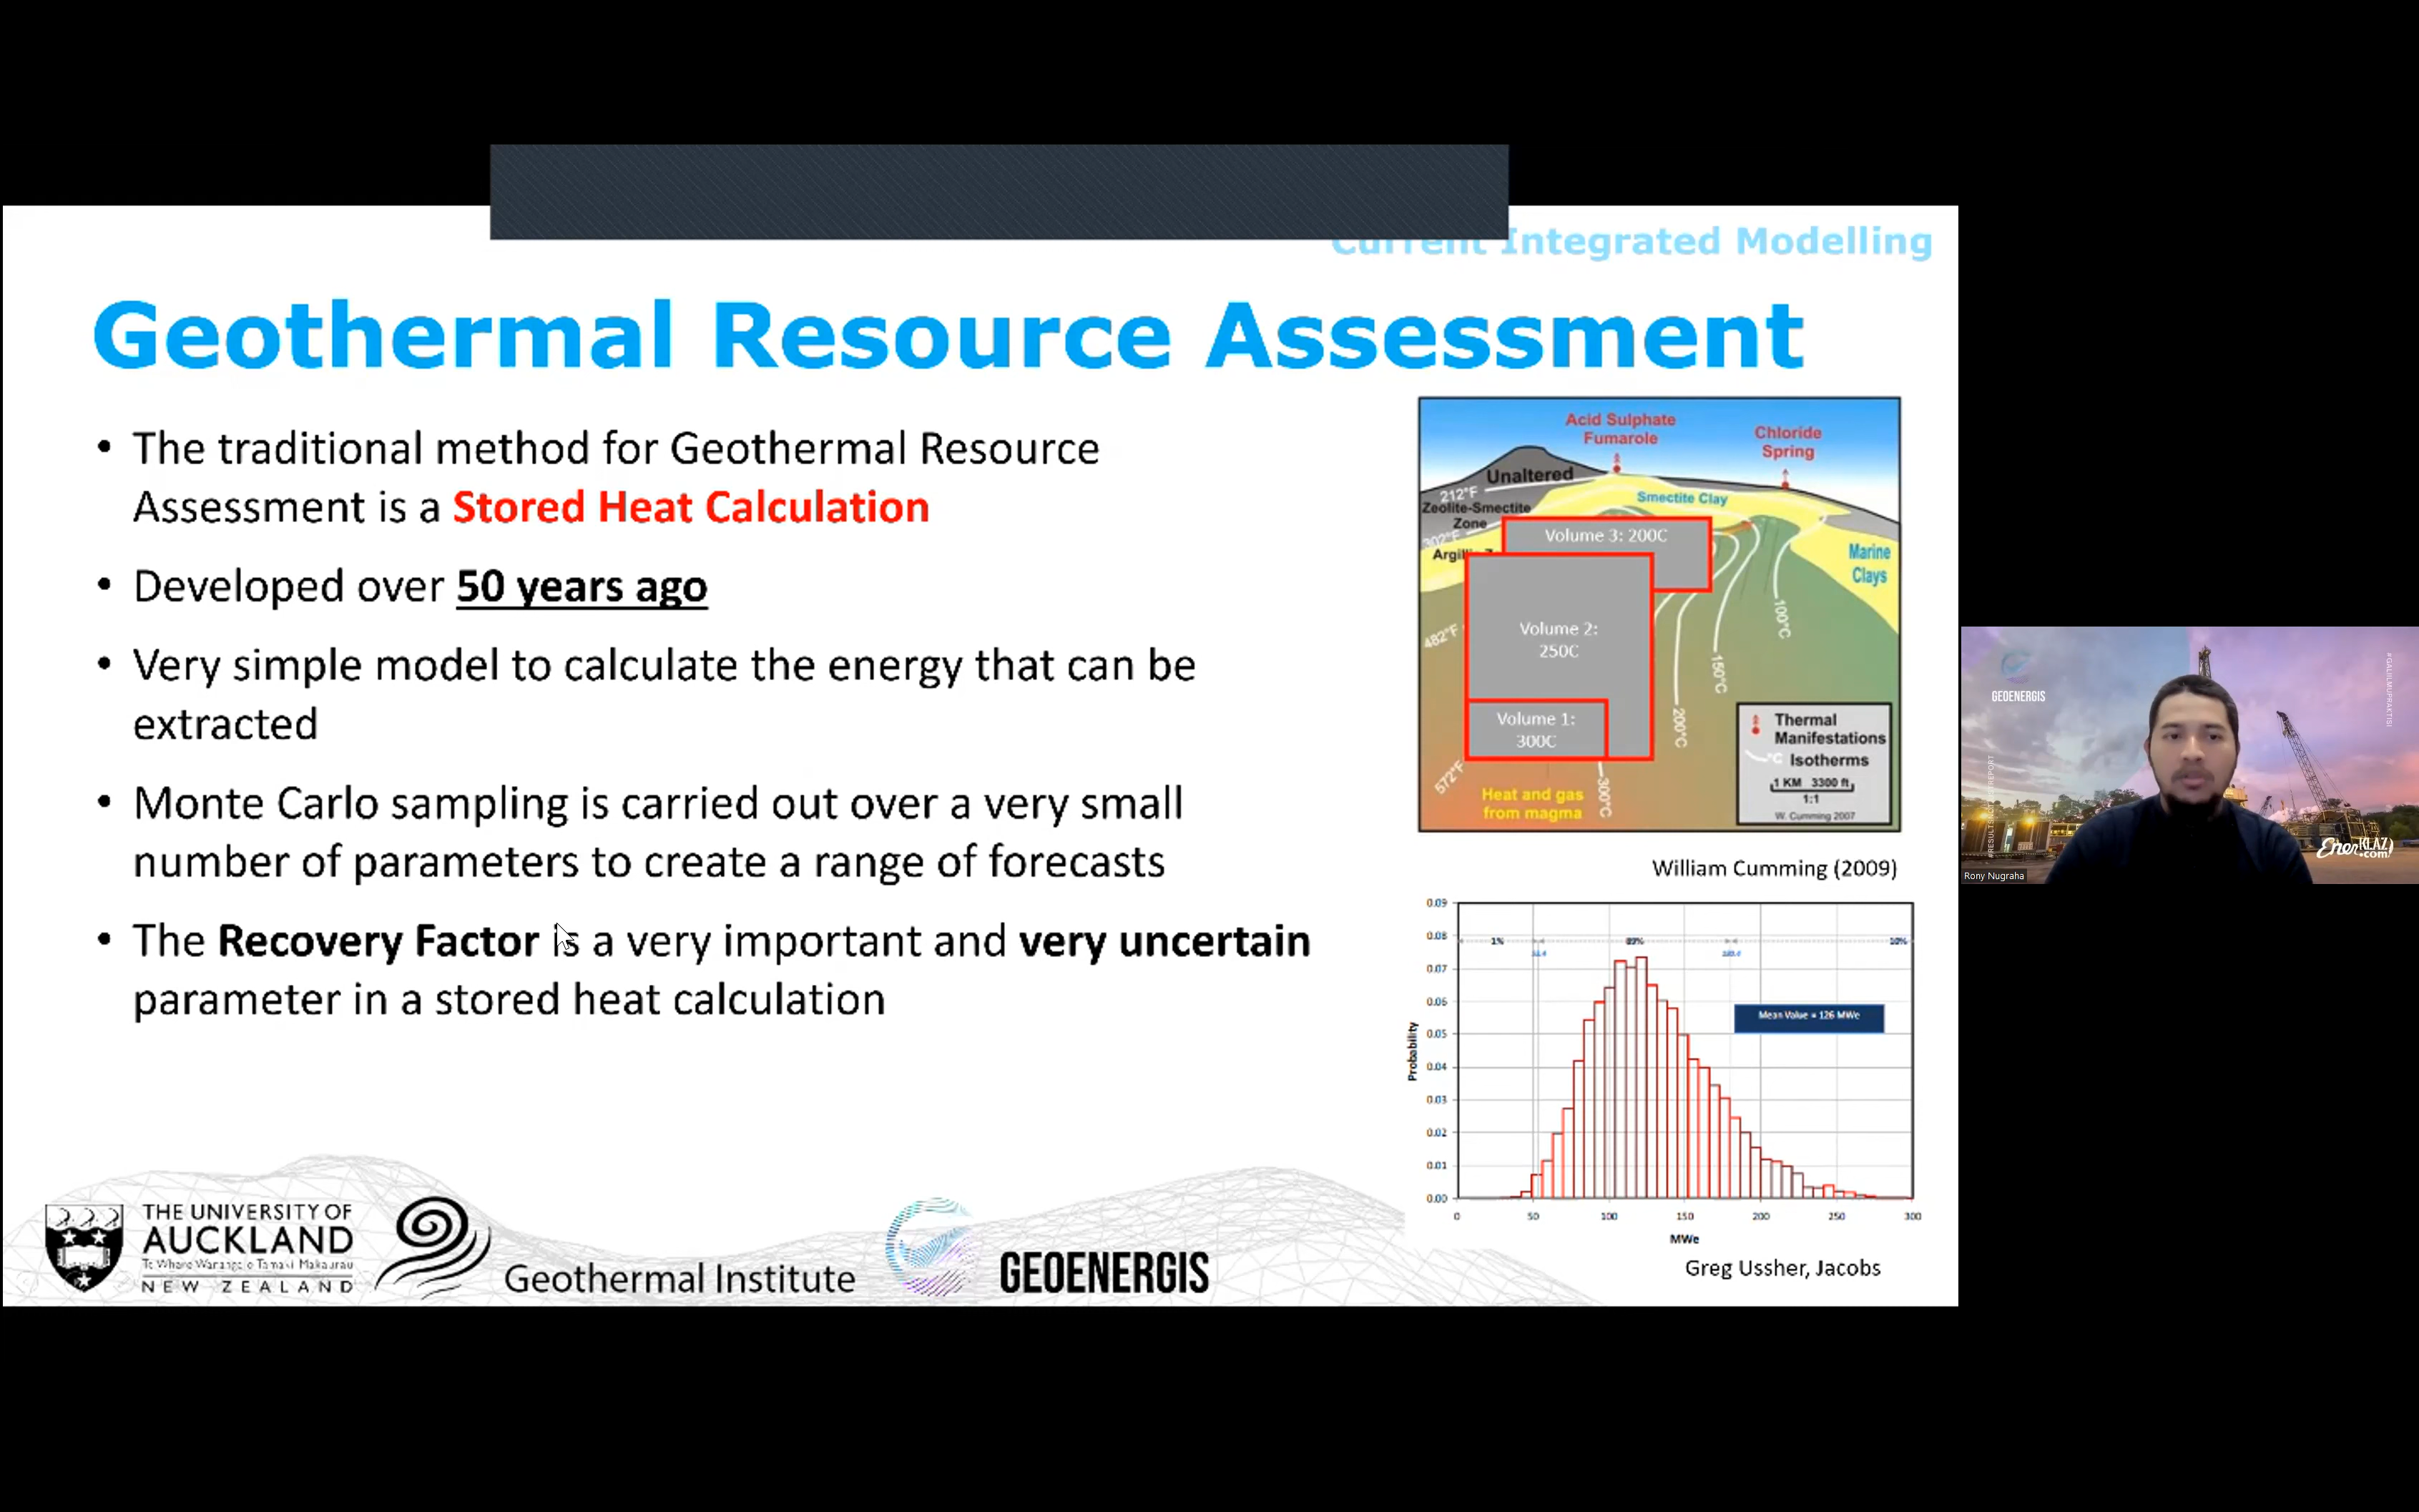 Current Integrated Modelling
Geothermal Resource Assessment
• The traditional method for Geothermal Resource
Assessment is a Stored Heat Calculation
• Developed over 50 years ago
• Very simple model to calculate the energy that can be
extracted
• Monte Carlo sampling is carried out over a very small
number of parameters to create a range of forecasts
• The Recovery Factor is a very important and very uncertain
parameter in a stored heat calculation
Acid Sulphate
Fumarole
Chloride
Spring
Unaltered
212°F
Smectite Clay
Zeolite-Smectite
Zone
302°F
Volume 3: 200C
Marine
Clays
482°F
Volume 2:
250C
100°C
150°C
200°C
Volume 1:
300C
572°F
300°C
Heat and gas
from magma
Thermal
Manifestations
°C Isotherms
1 KM 3300 ft
1:1
W. Cumming 2007
William Cumming (2009)
0.09
0.08
0.07
0.06
0.05
0.04
0.03
0.02
0.01
0.00
Probability
1%
10%
Mean Value = 126 MWe
0 50 100 150 200 250 300
MWe
Greg Ussher, Jacobs
THE UNIVERSITY OF
AUCKLAND
Te Whare Wananga o Tamaki Makaurau
NEW ZEALAND
Geothermal Institute
GEOENERGIS
GEOENERGIS
#GALIILMUPRAKTISI
EnerKLAZ
.com
Rony Nugraha